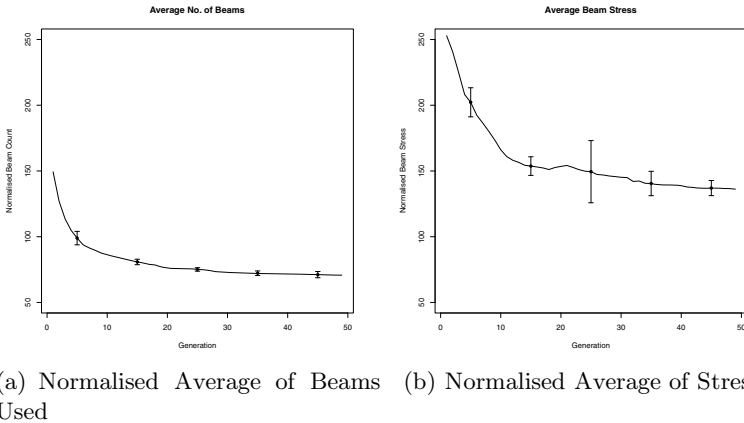 Average No. of Beams
250
200
150
100
50
Normalised Beam Count
0 10 20 30 40 50
Generation
(a) Normalised Average of Beams
Used
Average Beam Stress
250
200
150
100
50
Normalised Beam Stress
0 10 20 30 40 50
Generation
(b) Normalised Average of